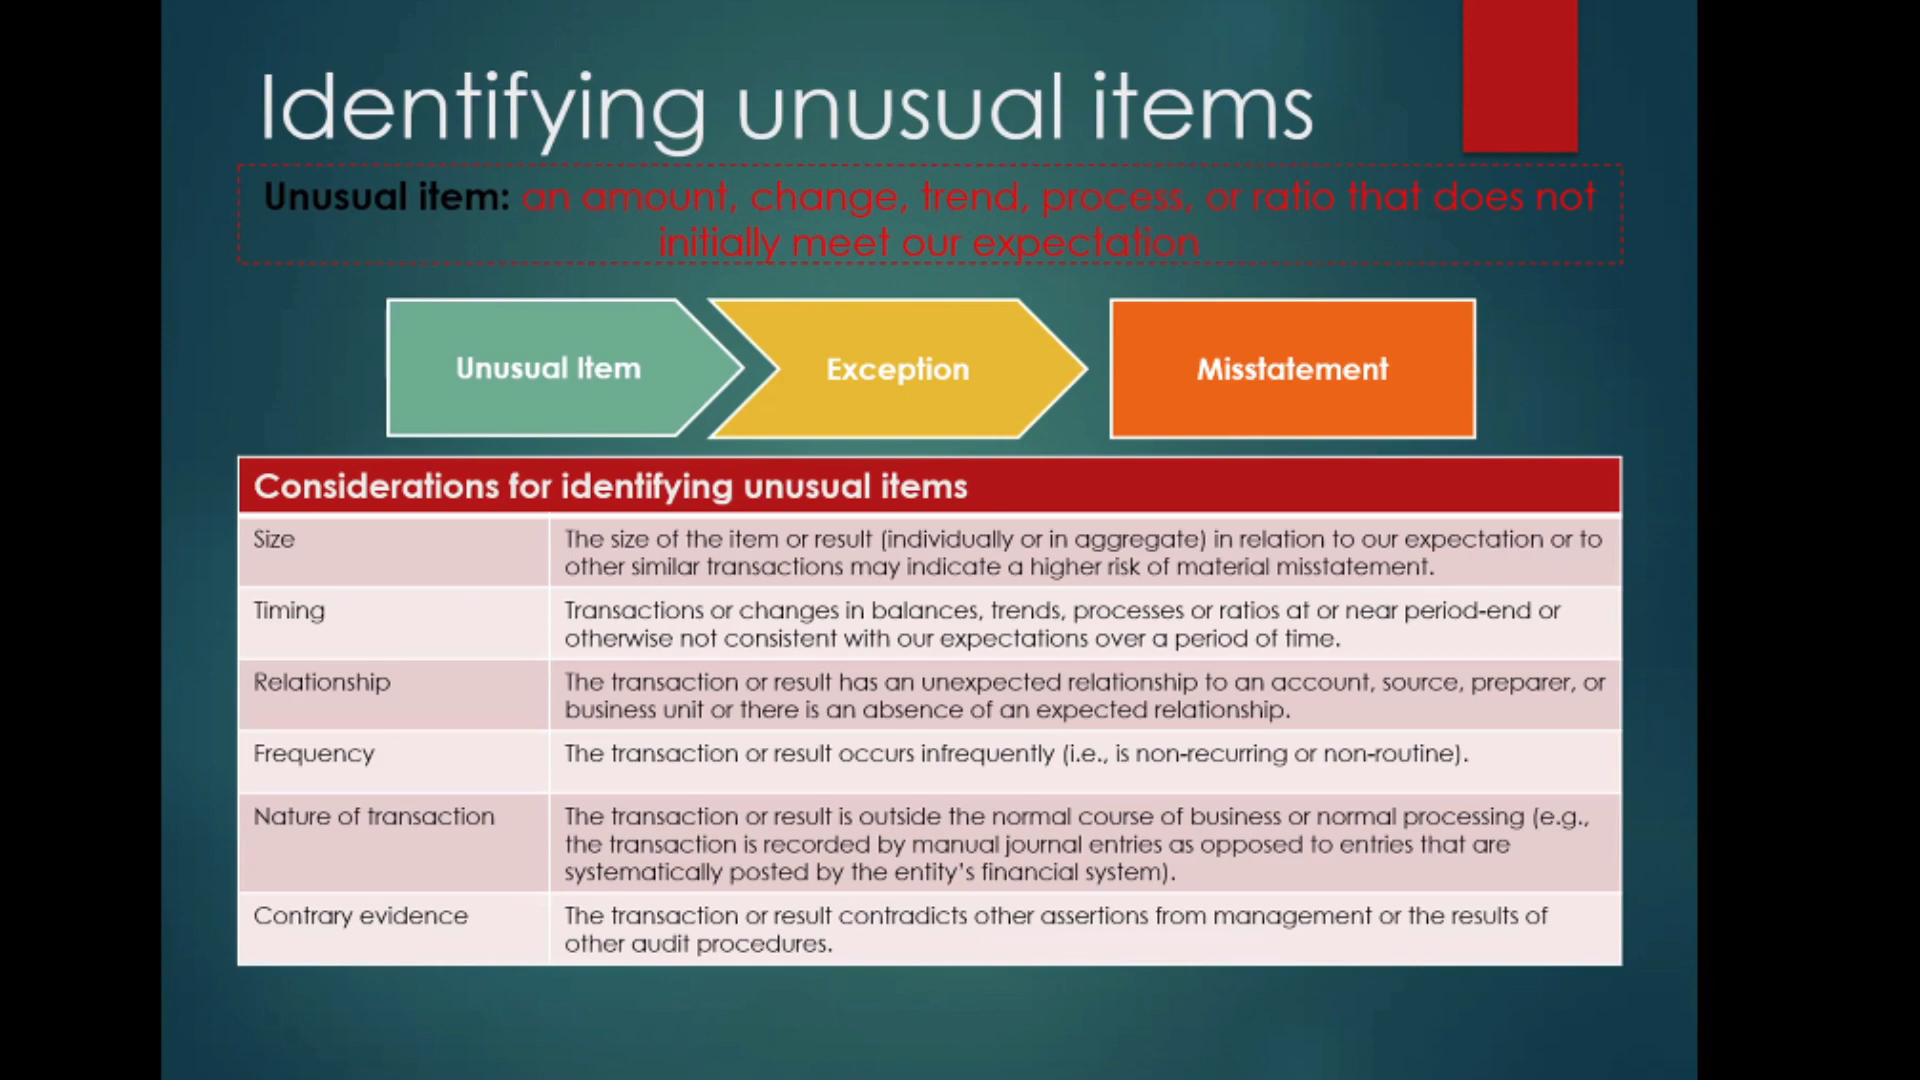 Identifying unusual items
Unusual item: an amount, change, trend, process, or ratio that does not
initially meet our expectation
Unusual Item
Exception
Misstatement
Considerations for identifying unusual items
Size
The size of the item or result (individually or in aggregate) in relation to our expectation or to
other similar transactions may indicate a higher risk of material misstatement.
Timing
Transactions or changes in balances, trends, processes or ratios at or near period-end or
otherwise not consistent with our expectations over a period of time.
Relationship
The transaction or result has an unexpected relationship to an account, source, preparer, or
business unit or there is an absence of an expected relationship.
Frequency
The transaction or result occurs infrequently (i.e., is non-recurring or non-routine).
Nature of transaction
The transaction or result is outside the normal course of business or normal processing (e.g.,
the transaction is recorded by manual journal entries as opposed to entries that are
systematically posted by the entity's financial system).
Contrary evidence
The transaction or result contradicts other assertions from management or the results of
other audit procedures.